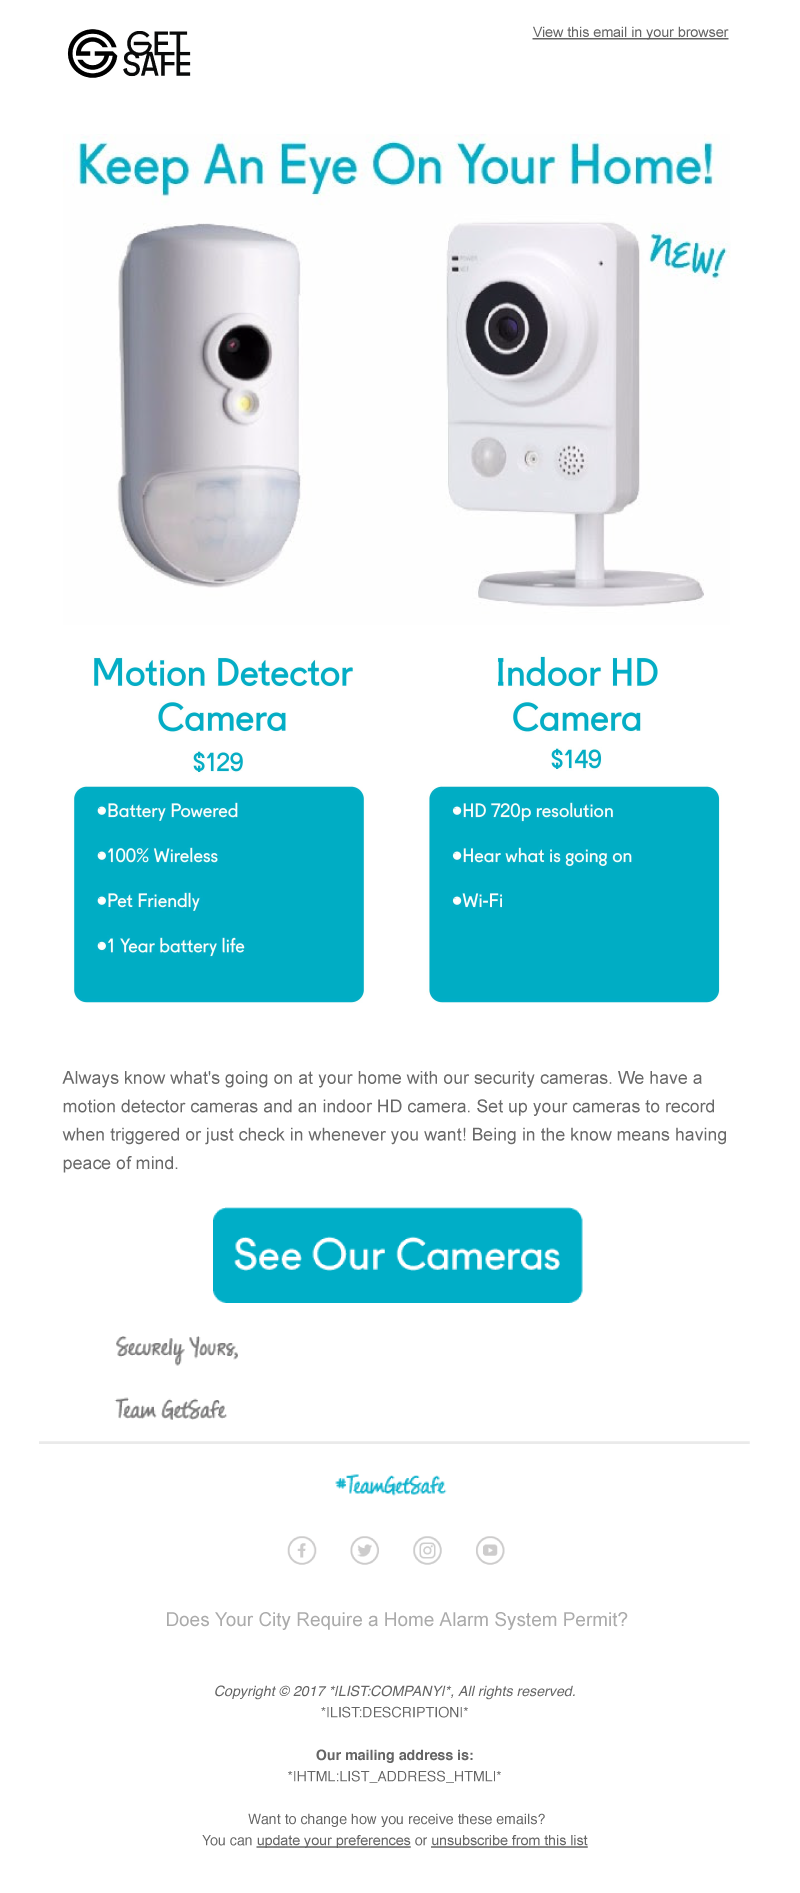 GET
SAFE
View this email in your browser
Keep An Eye On Your Home!
NEW!
POWER
Motion Detector
Camera
$129
•Battery Powered
•100% Wireless
•Pet Friendly
•1 Year battery life
Indoor HD
Camera
$149
•HD 720p resolution
•Hear what is going on
•Wi-Fi
Always know what's going on at your home with our security cameras. We have a
motion detector cameras and an indoor HD camera. Set up your cameras to record
when triggered or just check in whenever you want! Being in the know means having
peace of mind.
See Our Cameras
Securely Yours,
Team GetSafe
#TeamGetSafe
Does Your City Require a Home Alarm System Permit?
Copyright © 2017 *|LIST:COMPANY|*, All rights reserved.
*|LIST:DESCRIPTION|*
Our mailing address is:
*|HTML:LIST_ADDRESS_HTML|*
Want to change how you receive these emails?
You can update your preferences or unsubscribe from this list